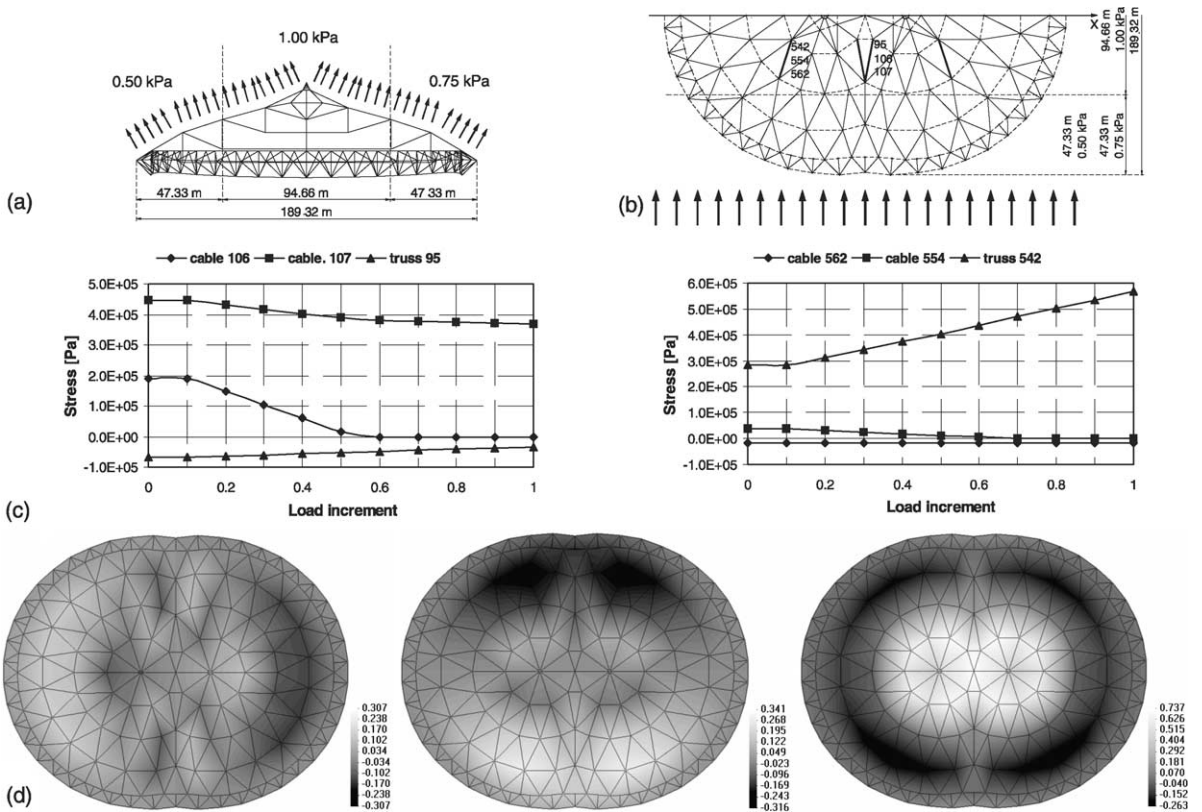 1.00 kPa
0.50 kPa
0.75 kPa
47.33 m
94.66 m
47 33 m
189.32 m
(a)
542
554
562
95
106
107
X
94.66 m
1.00 kPa
189.32 m
47.33 m
0.50 kPa
47.33 m
0.75 kPa
(b)
cable 106 cable. 107 truss 95
Stress [Pa]
5.0E+05
4.0E+05
3.0E+05
2.0E+05
1.0E+05
0.0E+00
-1.0E+05
0 0.2 0.4 0.6 0.8 1
Load increment
cable 562 cable 554 truss 542
Stress [Pa]
6.0E+05
5.0E+05
4.0E+05
3.0E+05
2.0E+05
1.0E+05
0.0E+00
-1.0E+05
0 0.2 0.4 0.6 0.8 1
Load increment
(c)
0.307
0.238
0.170
0.102
0.034
-0.034
-0.102
-0.170
-0.238
-0.307
0.341
0.268
0.195
0.122
0.049
-0.023
-0.096
-0.169
-0.243
-0.316
0.737
0.626
0.515
0.404
0.292
0.181
0.070
-0.040
-0.152
-0.263
(d)